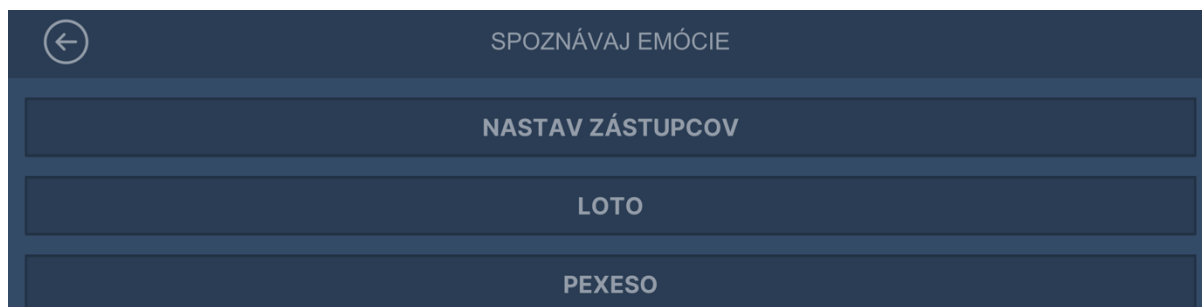 SPOZNÁVAJ EMÓCIE
NASTAV ZÁSTUPCOV
LOTO
PEXESO